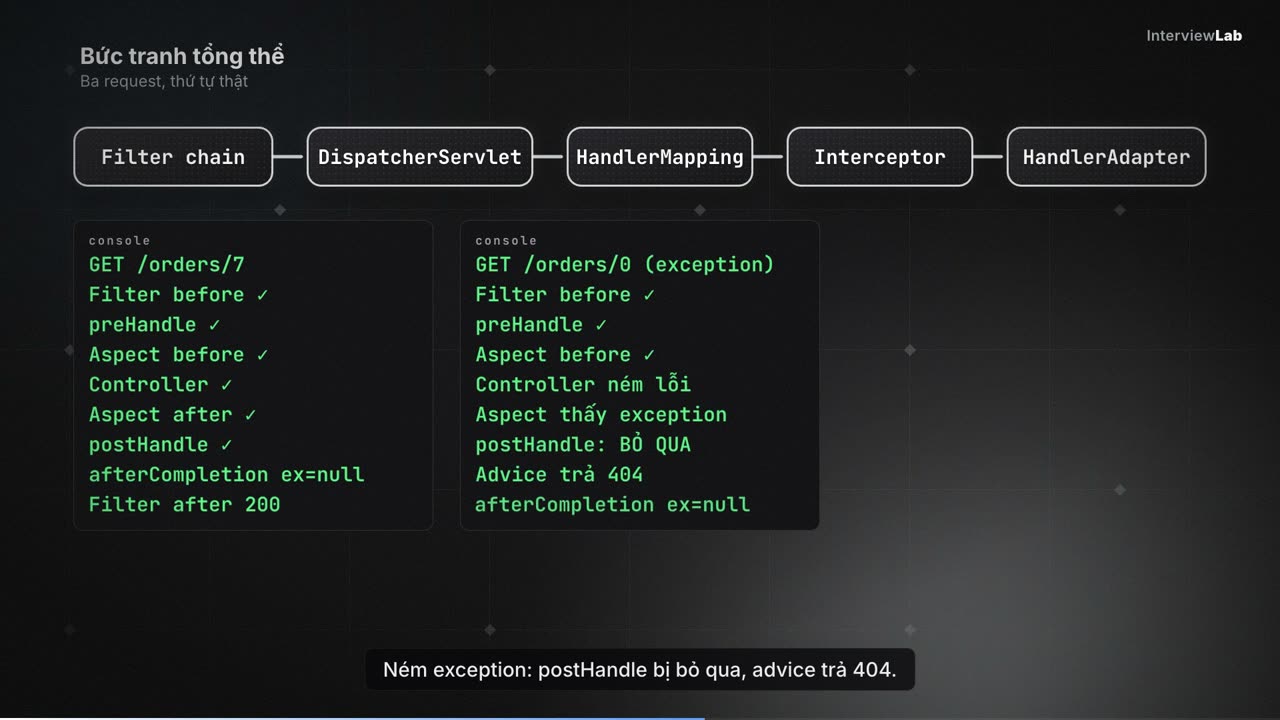 InterviewLab
Bức tranh tổng thể
Ba request, thứ tự thật
Filter chain
DispatcherServlet
HandlerMapping
Interceptor
HandlerAdapter
console
GET /orders/7
Filter before ✓
preHandle ✓
Aspect before ✓
Controller ✓
Aspect after ✓
postHandle ✓
afterCompletion ex=null
Filter after 200
console
GET /orders/0 (exception)
Filter before ✓
preHandle ✓
Aspect before ✓
Controller ném lỗi
Aspect thấy exception
postHandle: BỎ QUA
Advice trả 404
afterCompletion ex=null
Ném exception: postHandle bị bỏ qua, advice trả 404.